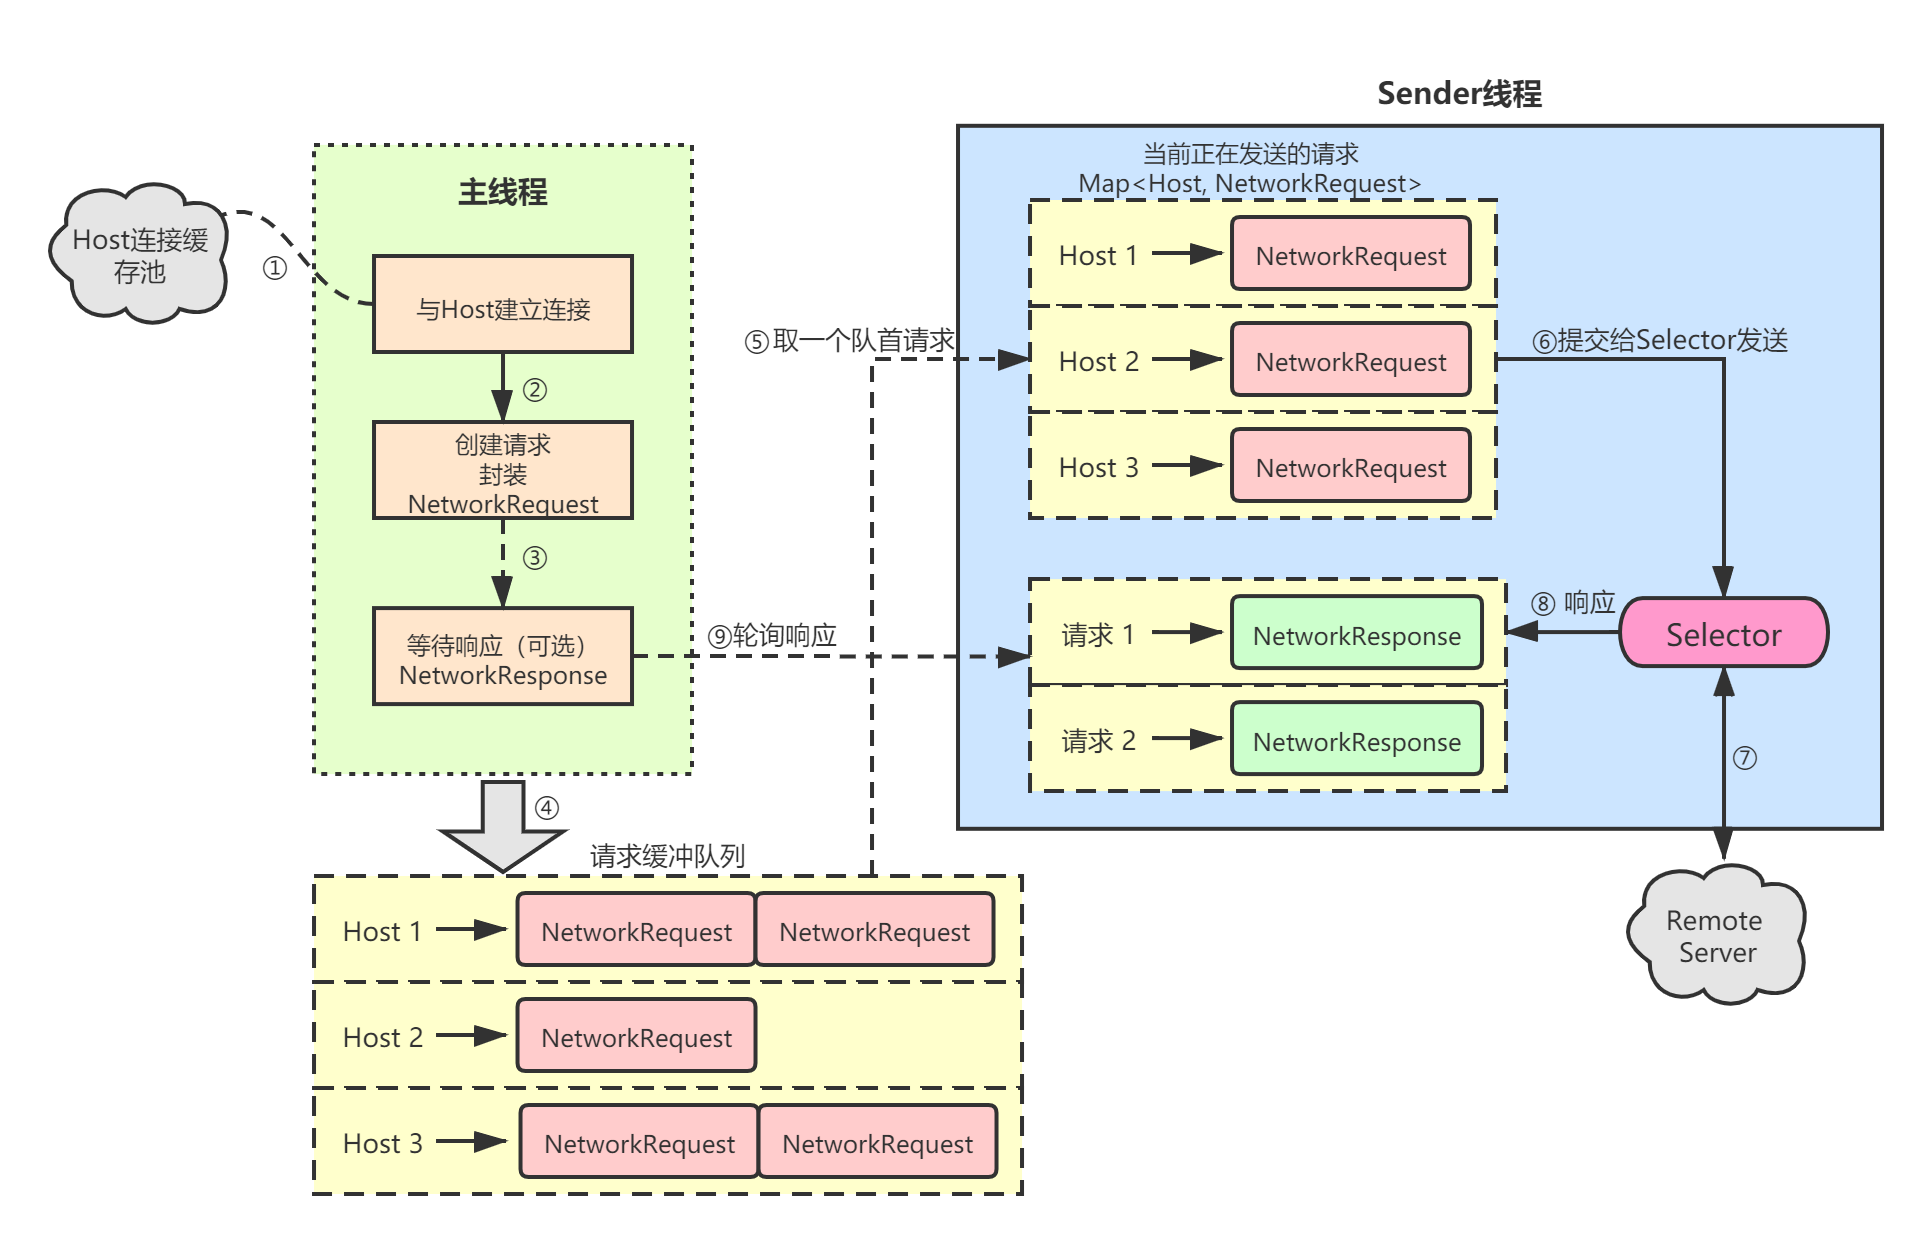 Sender线程
当前正在发送的请求
Map<Host, NetworkRequest>
主线程
Host连接缓
存池
①
与Host建立连接
②
创建请求
封装
NetworkRequest
③
等待响应（可选）
NetworkResponse
④
⑤取一个队首请求
Host 1
NetworkRequest
Host 2
NetworkRequest
Host 3
NetworkRequest
⑥提交给Selector发送
⑨轮询响应
请求 1
NetworkResponse
请求 2
NetworkResponse
⑧ 响应
Selector
⑦
Remote
Server
请求缓冲队列
Host 1
NetworkRequest
NetworkRequest
Host 2
NetworkRequest
Host 3
NetworkRequest
NetworkRequest